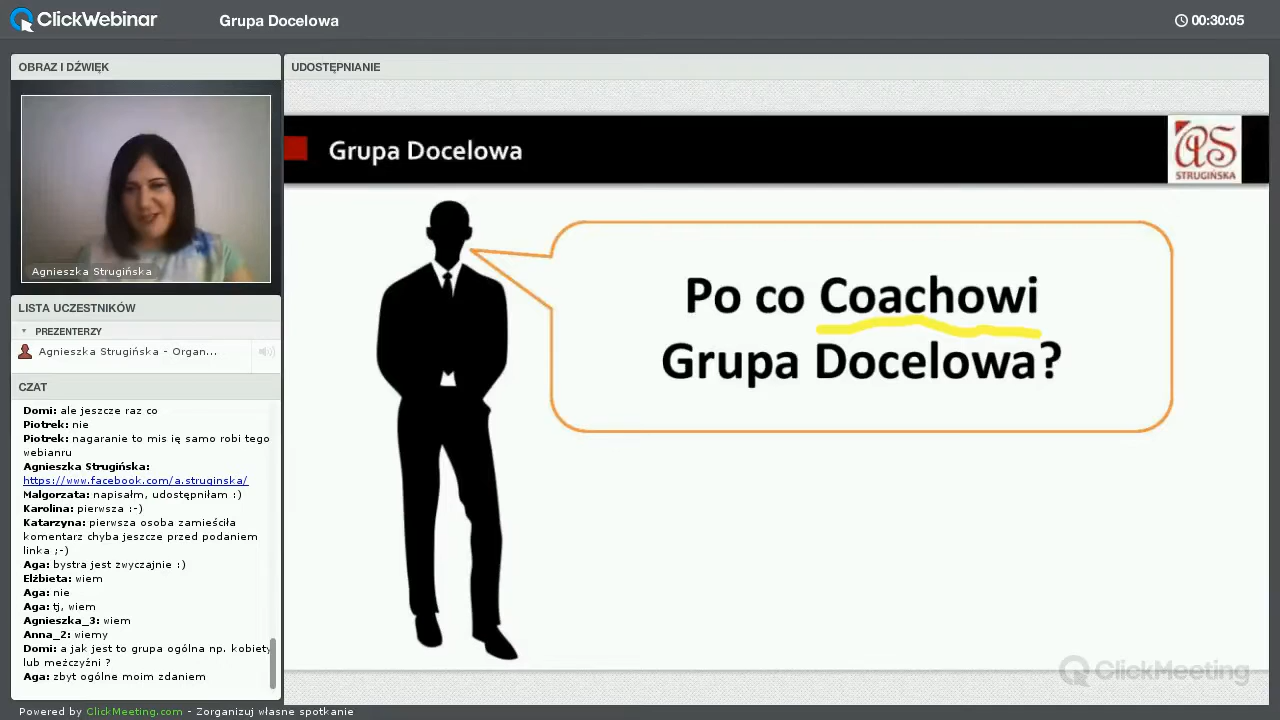 ClickWebinar
Grupa Docelowa
00:30:05
OBRAZ I DŹWIĘK
Agnieszka Strugińska
LISTA UCZESTNIKÓW
PREZENTERZY
Agnieszka Strugińska - Organ...
CZAT
Domi: ale jeszcze raz co
Piotrek: nie
Piotrek: nagaranie to mis ię samo robi tego
webianru
Agnieszka Strugińska:
https://www.facebook.com/a.struginska/
Malgorzata: napisałm, udostępniłam :)
Karolina: pierwsza :-)
Katarzyna: pierwsza osoba zamieściła
komentarz chyba jeszcze przed podaniem
linka ;-)
Aga: bystra jest zwyczajnie :)
Elżbieta: wiem
Aga: nie
Aga: tj, wiem
Agnieszka_3: wiem
Anna_2: wiemy
Domi: a jak jest to grupa ogólna np. kobiety
lub meżczyźni ?
Aga: zbyt ogólne moim zdaniem
UDOSTĘPNIANIE
Grupa Docelowa
as
STRUGIŃSKA
Po co Coachowi
Grupa Docelowa?
ClickMeeting
Powered by ClickMeeting.com - Zorganizuj własne spotkanie